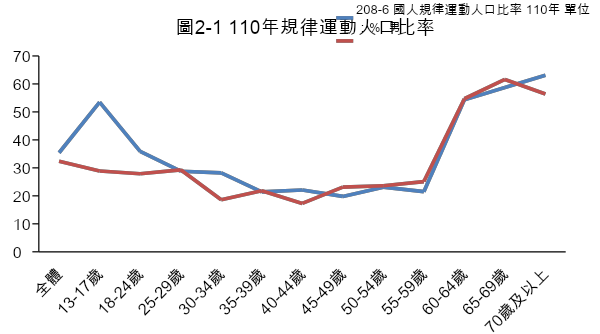 208-6 國人規律運動人口比率 110年 單位
：% 男
圖2-1 110年規律運動人口比率
70
60
50
40
30
20
10
0
全體
13-17歲
18-24歲
25-29歲
30-34歲
35-39歲
40-44歲
45-49歲
50-54歲
55-59歲
60-64歲
65-69歲
70歲及以上